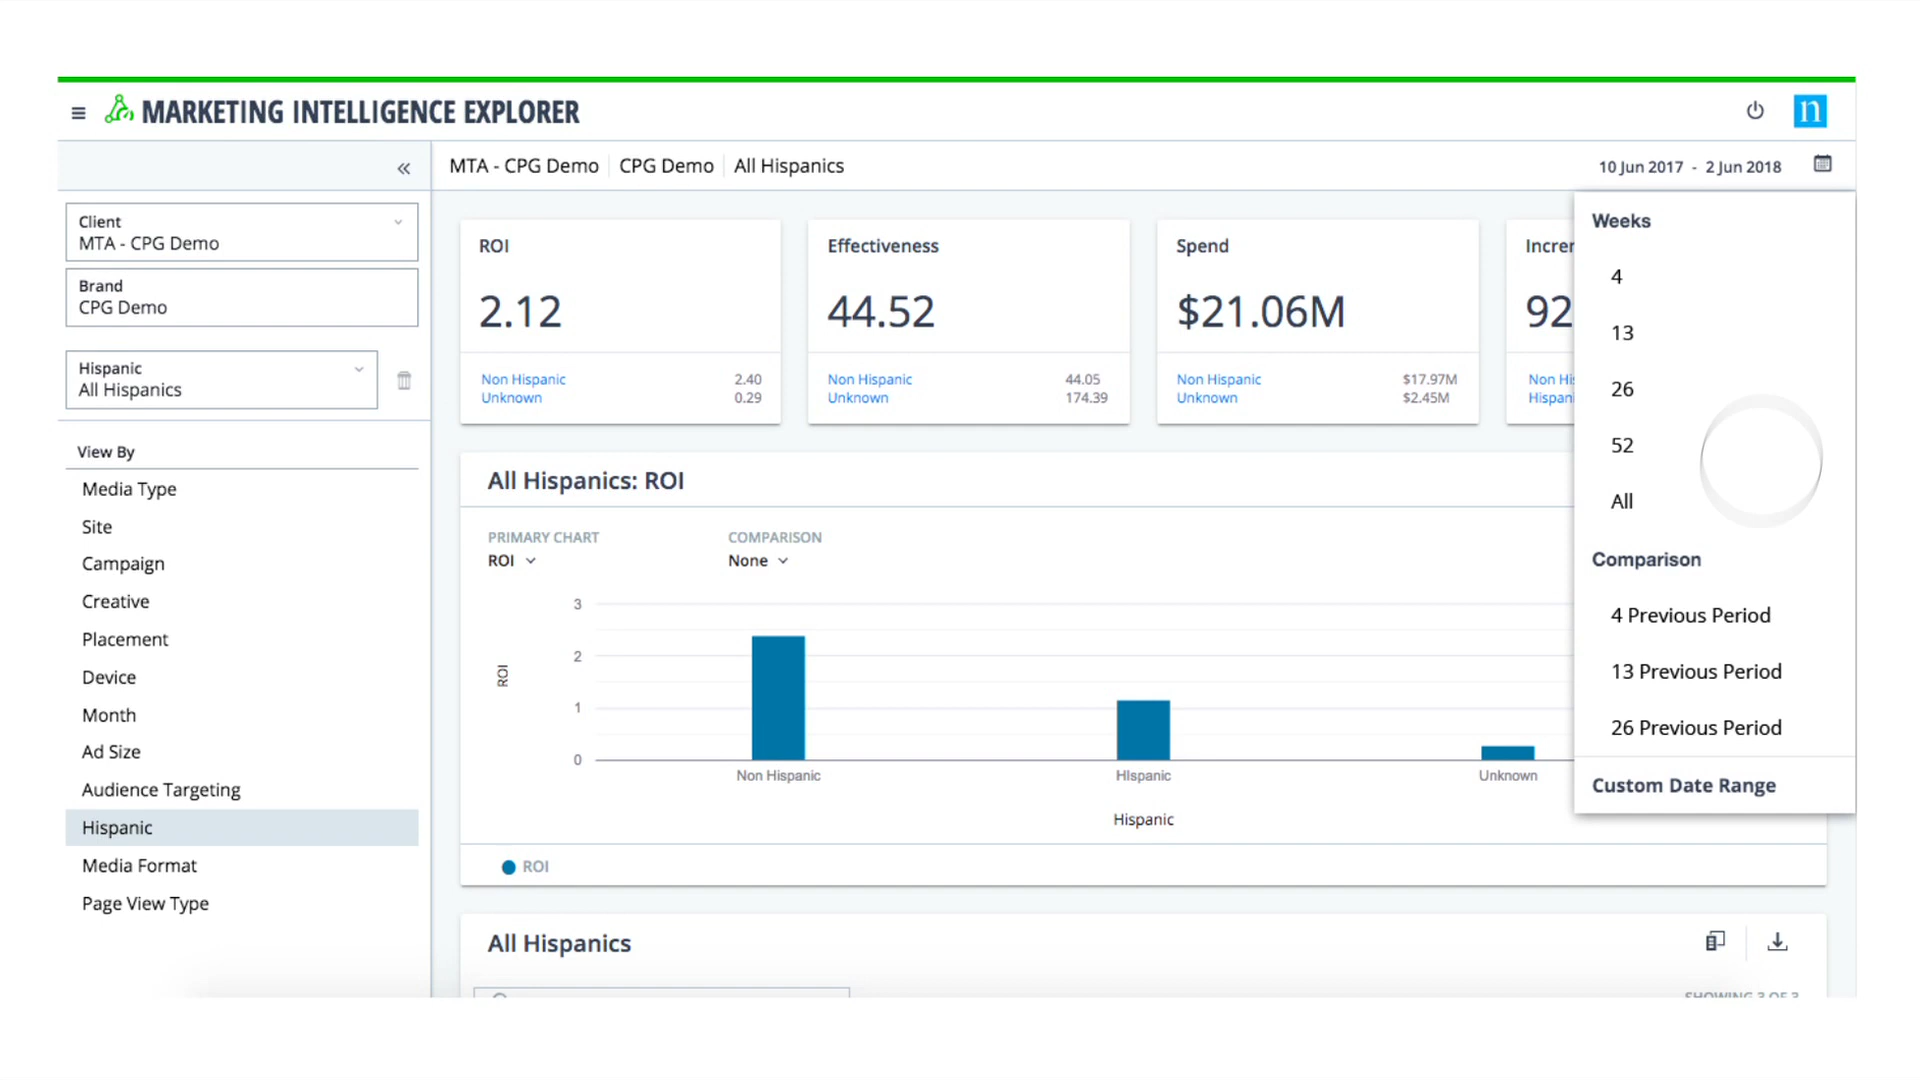 MARKETING INTELLIGENCE EXPLORER
n
MTA - CPG Demo
CPG Demo
All Hispanics
10 Jun 2017 - 2 Jun 2018
Client
MTA - CPG Demo
Brand
CPG Demo
Hispanic
All Hispanics
View By
Media Type
Site
Campaign
Creative
Placement
Device
Month
Ad Size
Audience Targeting
Hispanic
Media Format
Page View Type
ROI
2.12
Non Hispanic 2.40
Unknown 0.29
Effectiveness
44.52
Non Hispanic 44.05
Unknown 174.39
Spend
$21.06M
Non Hispanic $17.97M
Unknown $2.45M
Increr
92
Non Hi
Hispan
Weeks
4
13
26
52
All
Comparison
4 Previous Period
13 Previous Period
26 Previous Period
Custom Date Range
All Hispanics: ROI
PRIMARY CHART
ROI
COMPARISON
None
3
2
1
0
ROI
Non Hispanic
HIspanic
Unknown
Hispanic
ROI
All Hispanics
SHOWING 3 OF 3